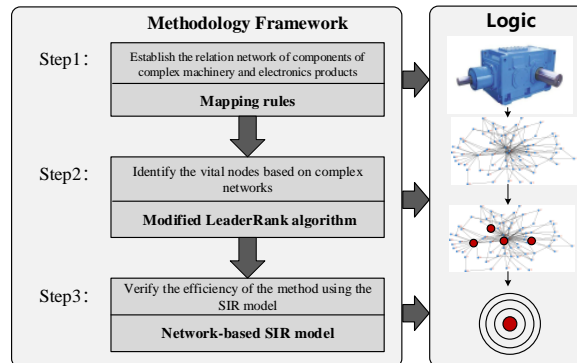 Methodology Framework
Logic
Step1：
Establish the relation network of components of
complex machinery and electronics products
Mapping rules
Step2：
Identify the vital nodes based on complex
networks
Modified LeaderRank algorithm
Step3：
Verify the efficiency of the method using the
SIR model
Network-based SIR model